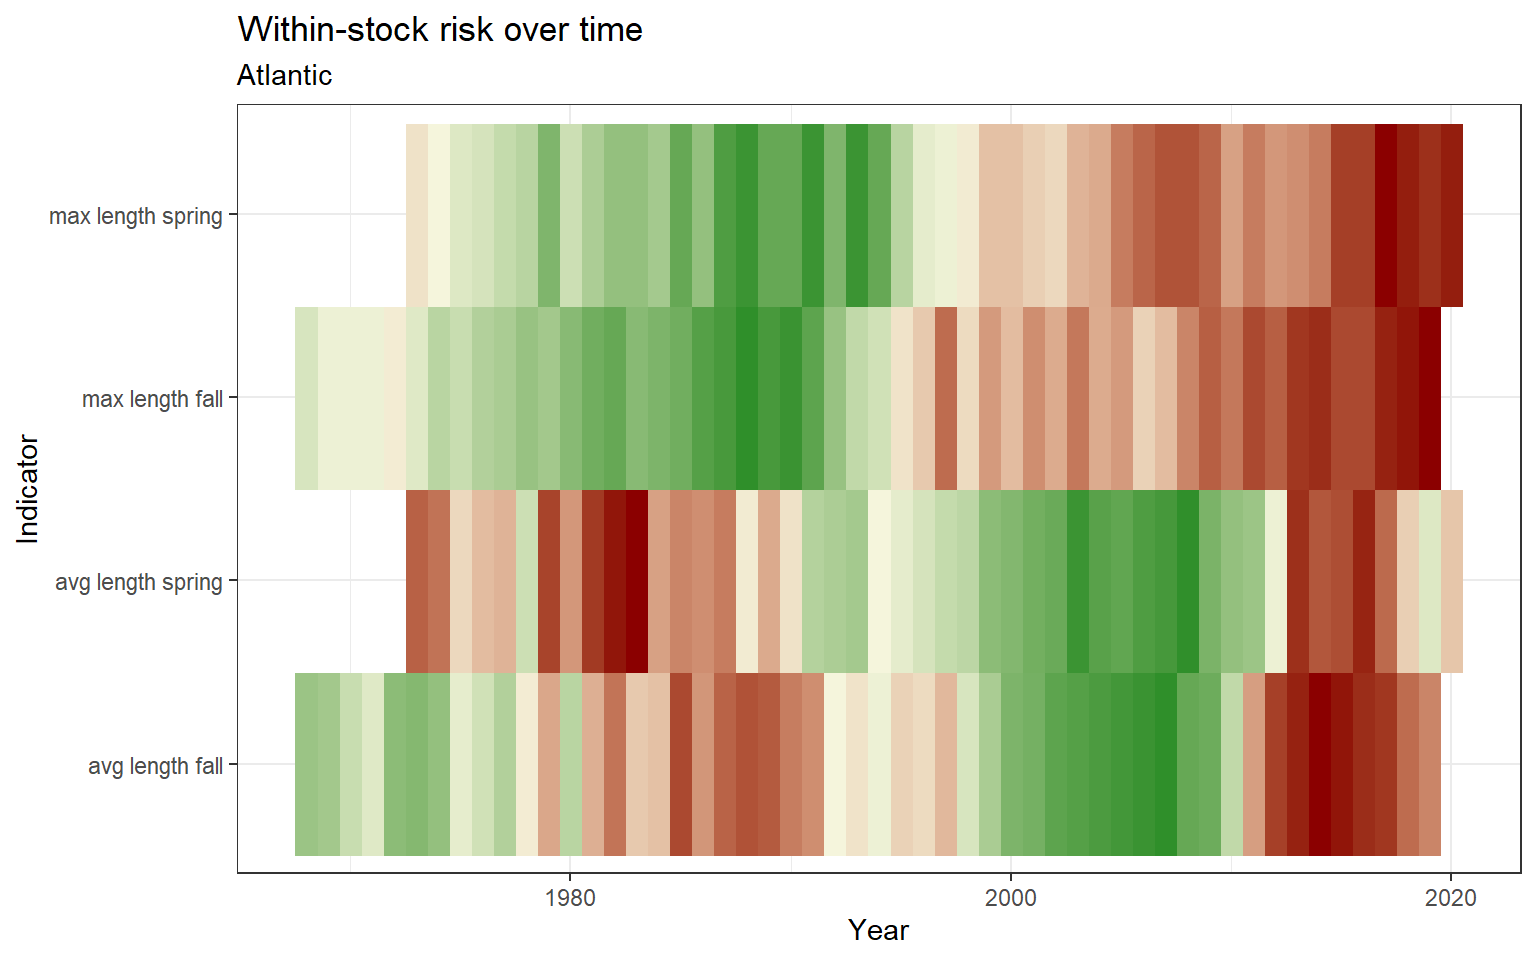 Within-stock risk over time
Atlantic
max length spring
max length fall
avg length spring
avg length fall
Indicator
1980
2000
2020
Year